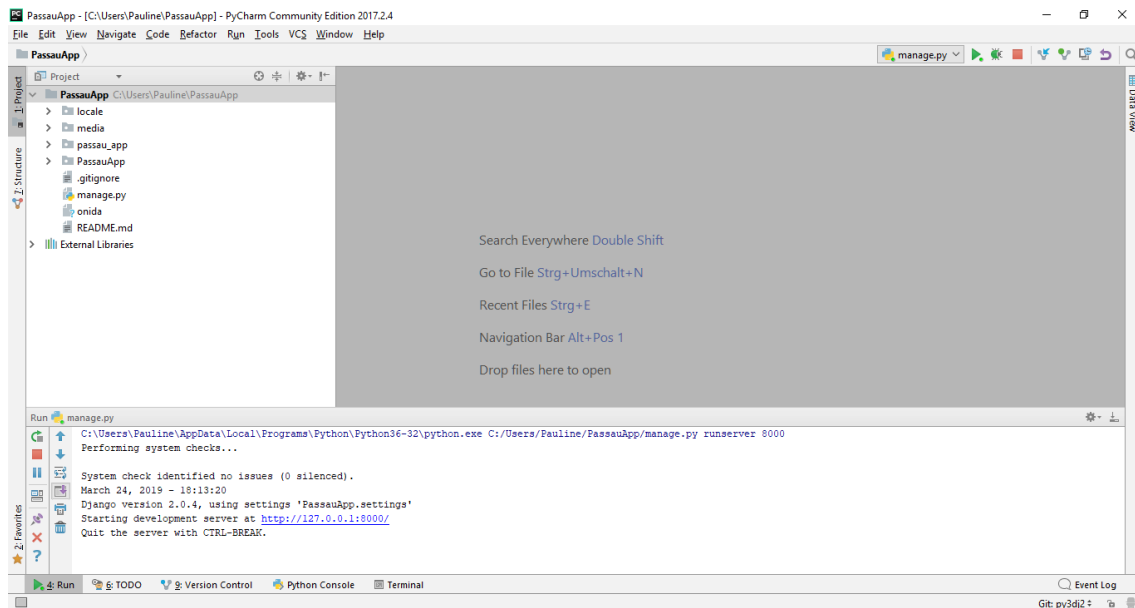 PassauApp - [C:\Users\Pauline\PassauApp] - PyCharm Community Edition 2017.2.4
File Edit View Navigate Code Refactor Run Tools VCS Window Help
PassauApp
manage.py
Project
1: Project
PassauApp C:\Users\Pauline\PassauApp
locale
media
passau_app
PassauApp
.gitignore
manage.py
onida
README.md
External Libraries
7: Structure
Data View
Search Everywhere Double Shift
Go to File Strg+Umschalt+N
Recent Files Strg+E
Navigation Bar Alt+Pos 1
Drop files here to open
Run manage.py
C:\Users\Pauline\AppData\Local\Programs\Python\Python36-32\python.exe C:/Users/Pauline/PassauApp/manage.py runserver 8000
Performing system checks...
System check identified no issues (0 silenced).
March 24, 2019 - 18:13:20
Django version 2.0.4, using settings 'PassauApp.settings'
Starting development server at http://127.0.0.1:8000/
Quit the server with CTRL-BREAK.
2: Favorites
4: Run 6: TODO 9: Version Control Python Console Terminal Event Log
Git: py3dj2